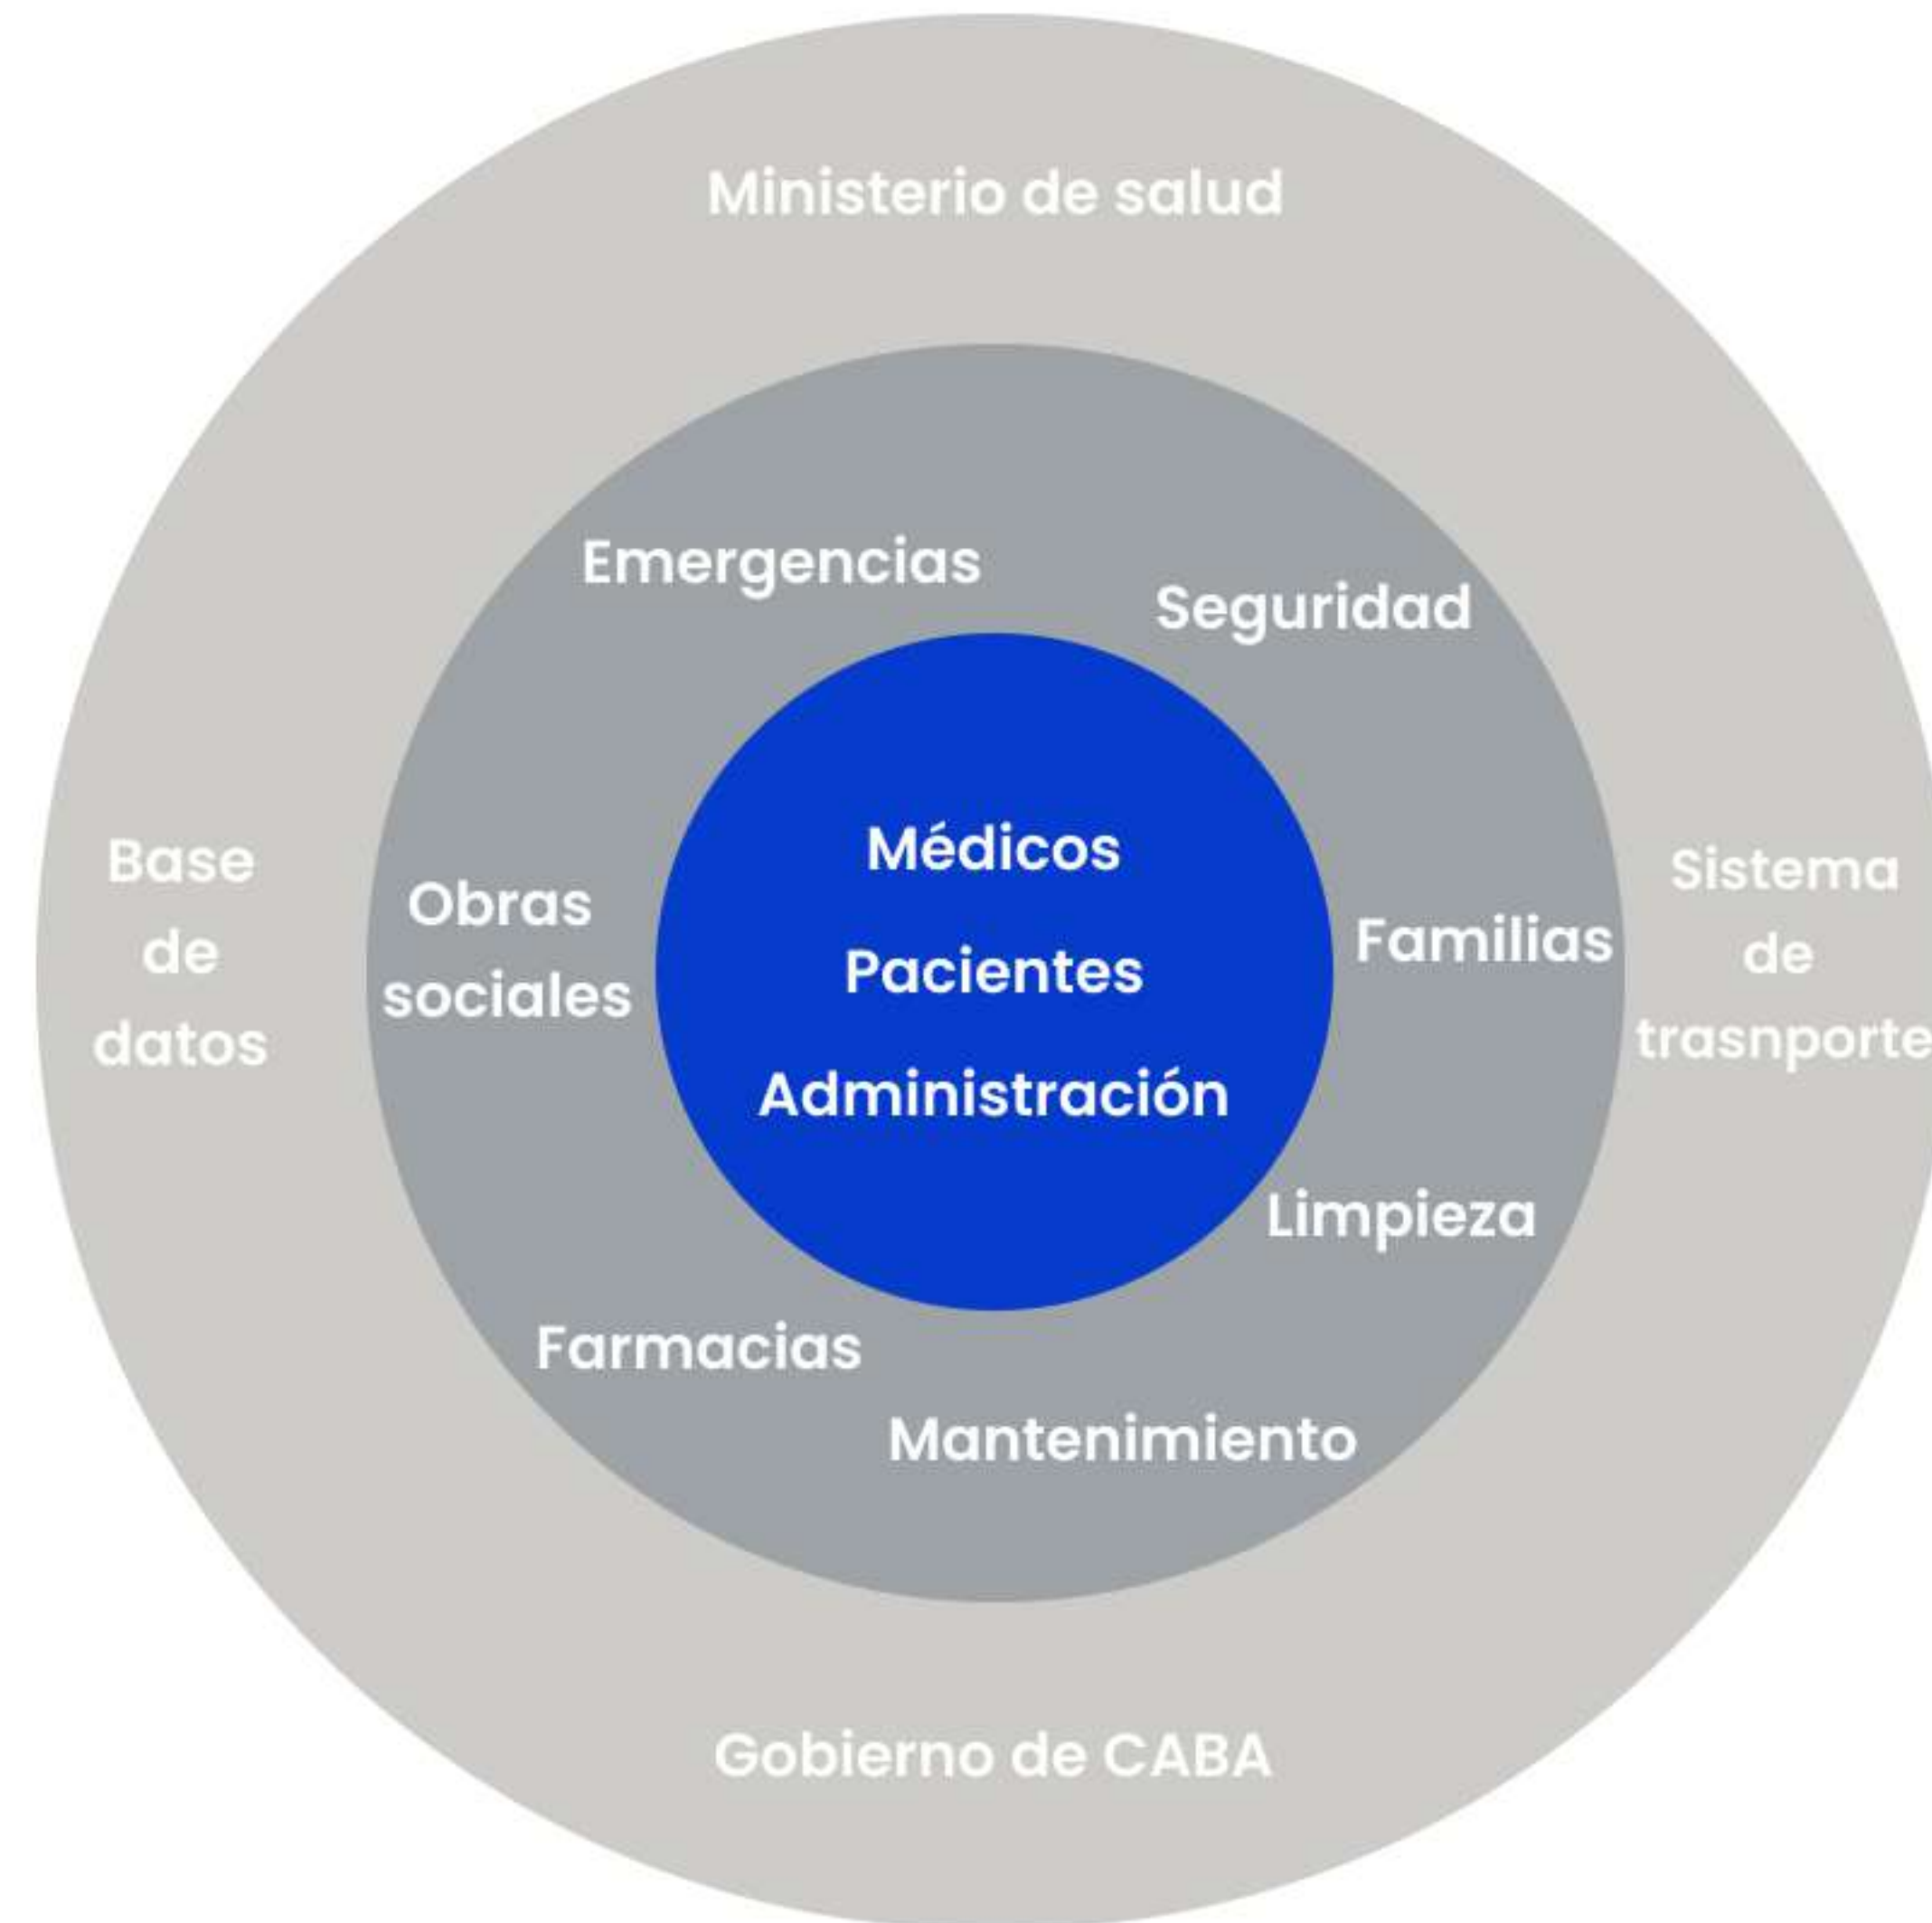 Ministerio de salud
Emergencias
Seguridad
Base
de
datos
Obras
sociales
Médicos
Pacientes
Administración
Familias
Sistema
de
trasnporte
Limpieza
Farmacias
Mantenimiento
Gobierno de CABA